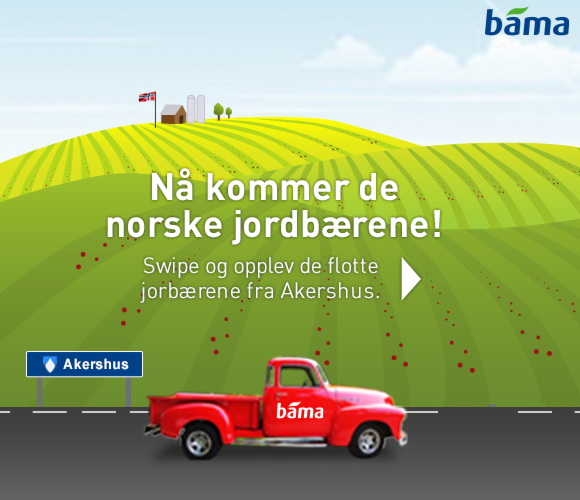 bama
Nå kommer de
norske jordbærene!
Swipe og opplev de flotte
jorbærene fra Akershus.
Akershus
bama